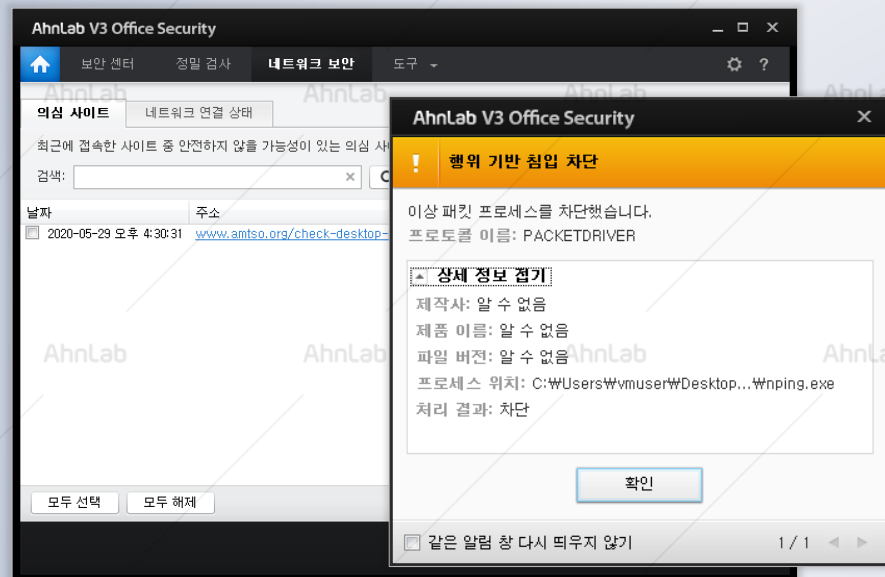 AhnLab V3 Office Security
보안 센터 정밀 검사 네트워크 보안 도구
의심 사이트 네트워크 연결 상태
최근에 접속한 사이트 중 안전하지 않을 가능성이 있는 의심
검색:
날짜 주소
2020-05-29 오후 4:30:31 www.amtso.org/check-desktop-
모두 선택 모두 해제
AhnLab V3 Office Security
! 행위 기반 침입 차단
이상 패킷 프로세스를 차단했습니다.
프로토콜 이름: PACKETDRIVER
상세 정보 접기
제작사: 알 수 없음
제품 이름: 알 수 없음
파일 버전: 알 수 없음
프로세스 위치: C:₩Users₩vmuser₩Desktop...₩nping.exe
처리 결과: 차단
확인
같은 알림 창 다시 띄우지 않기 1 / 1
AhnLab AhnLab
AhnLab AhnLab AhnLab